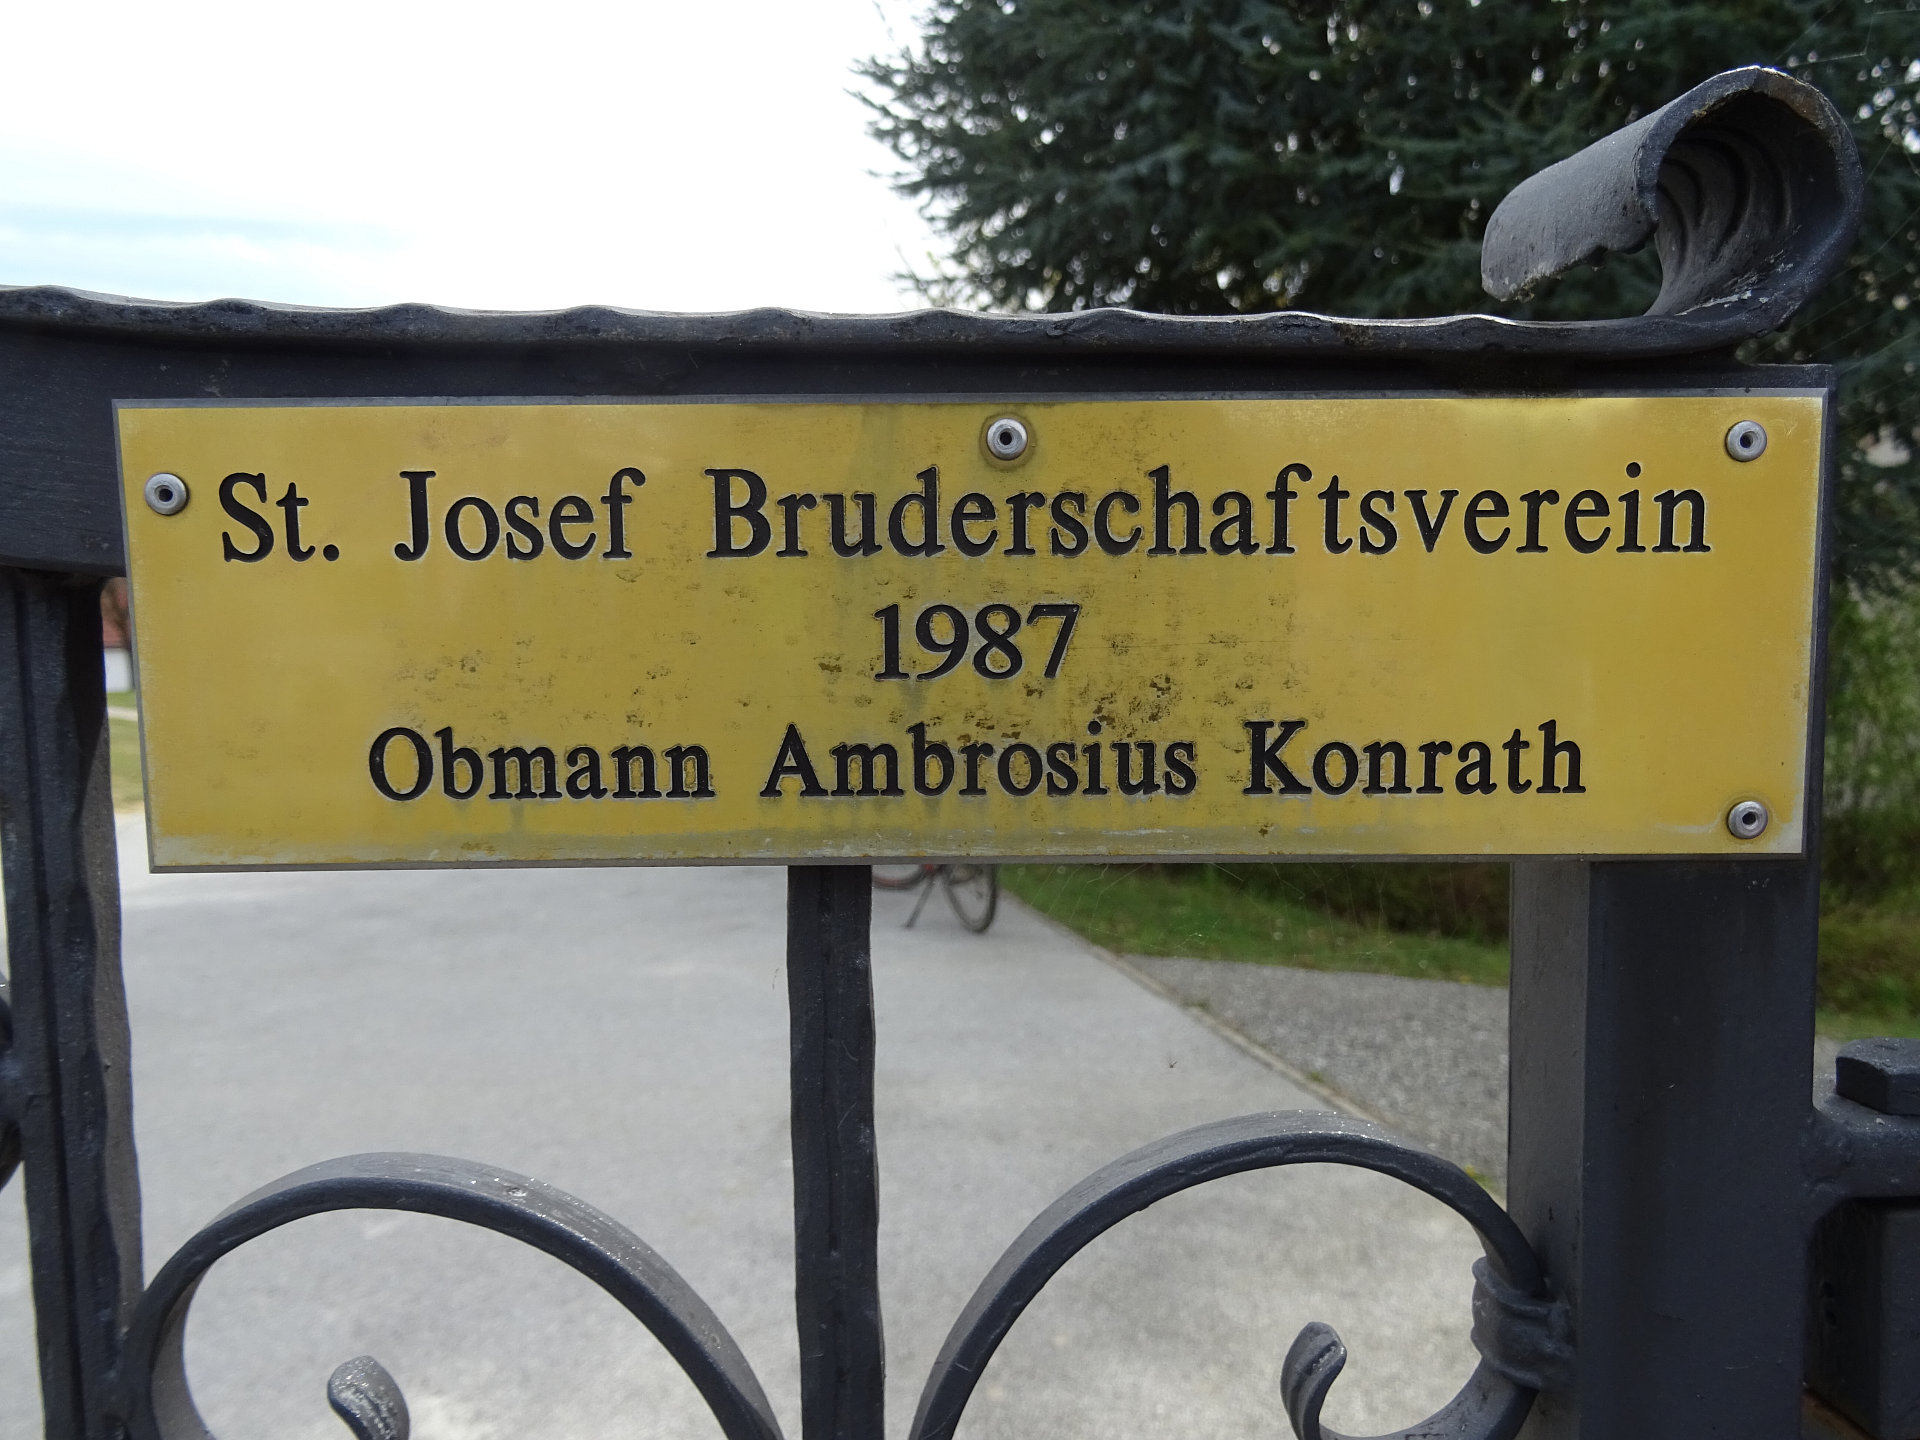 St. Josef Bruderschaftsverein
1987
Obmann Ambrosius Konrath